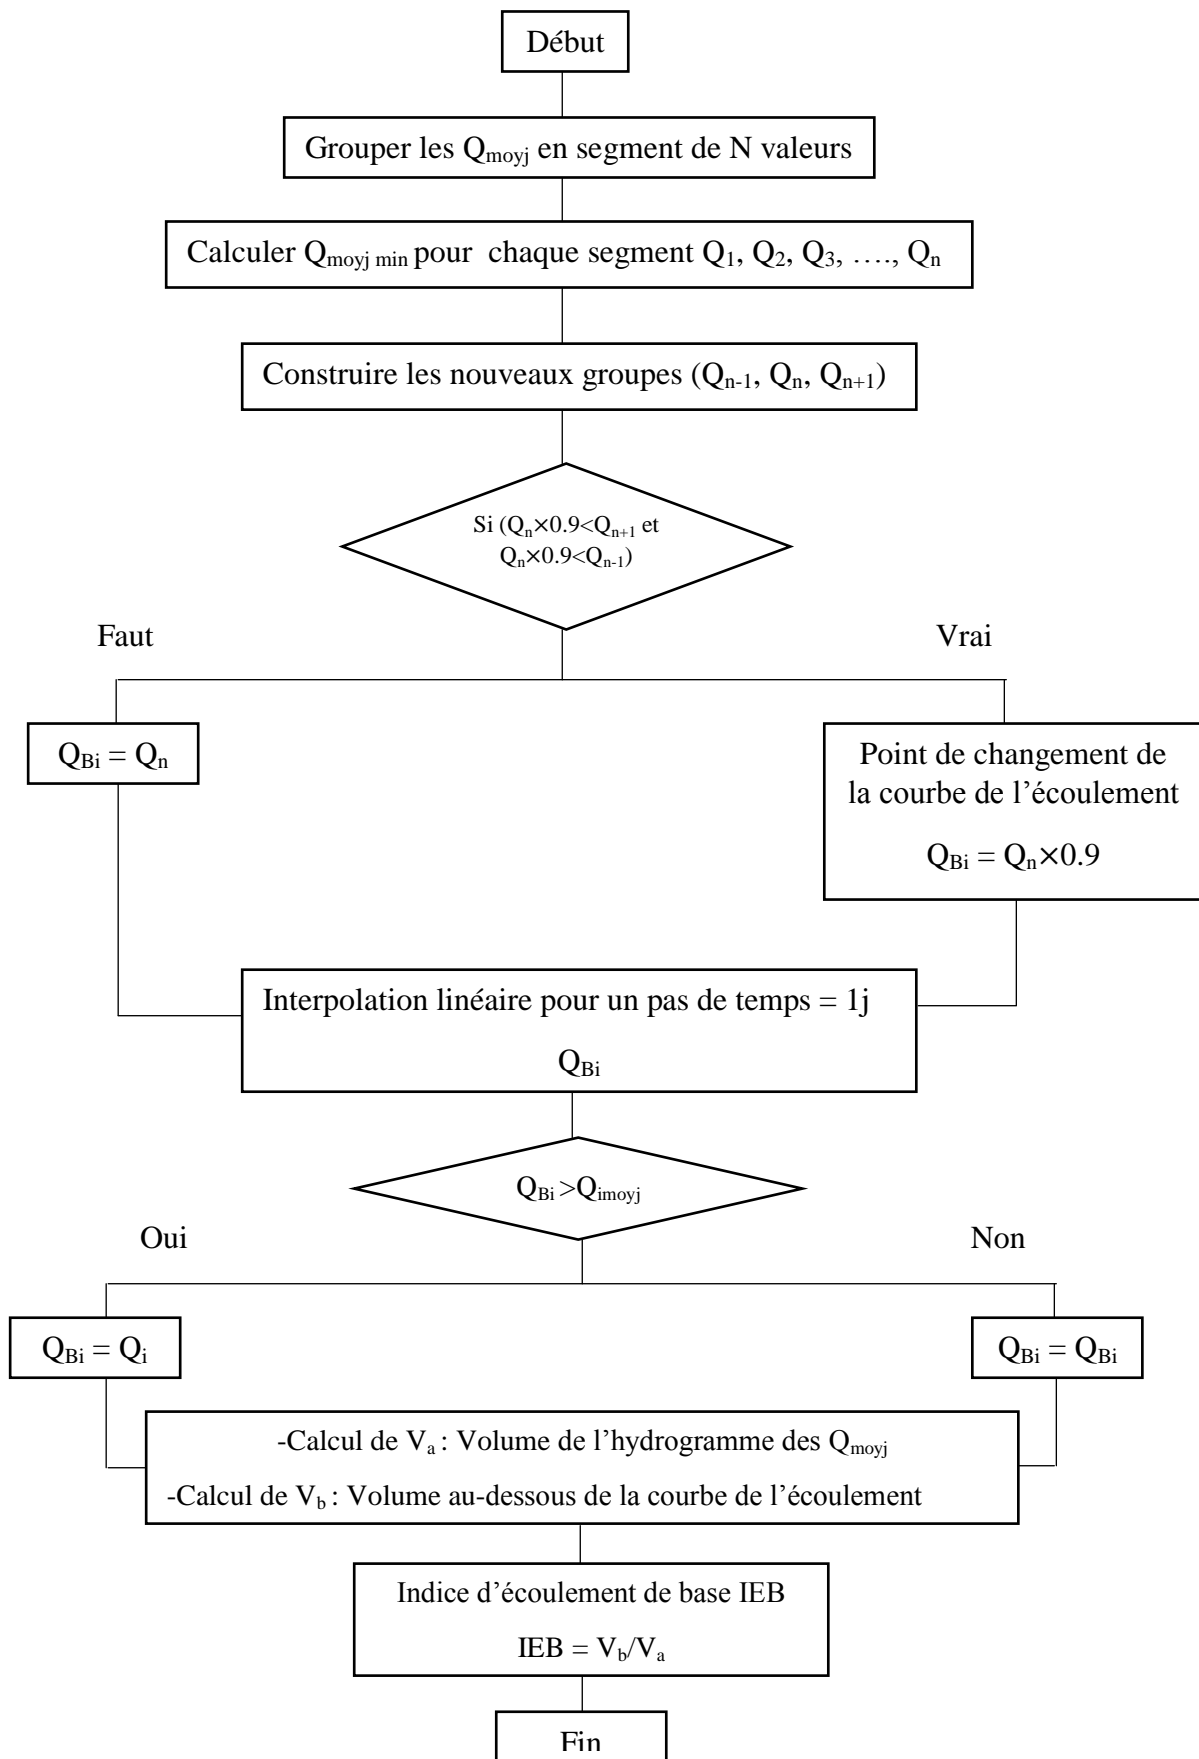 Début
Grouper les Qmoyj en segment de N valeurs
Calculer Qmoyj min pour chaque segment Q1, Q2, Q3, …., Qn
Construire les nouveaux groupes (Qn-1, Qn, Qn+1)
Si (Qn×0.9<Qn+1 et
Qn×0.9<Qn-1)
Faut
Vrai
QBi = Qn
Point de changement de
la courbe de l’écoulement
QBi = Qn×0.9
Interpolation linéaire pour un pas de temps = 1j
QBi
QBi >Qimoyj
Oui
Non
QBi = Qi
QBi = QBi
-Calcul de Va : Volume de l’hydrogramme des Qmoyj
-Calcul de Vb : Volume au-dessous de la courbe de l’écoulement
Indice d’écoulement de base IEB
IEB = Vb/Va
Fin